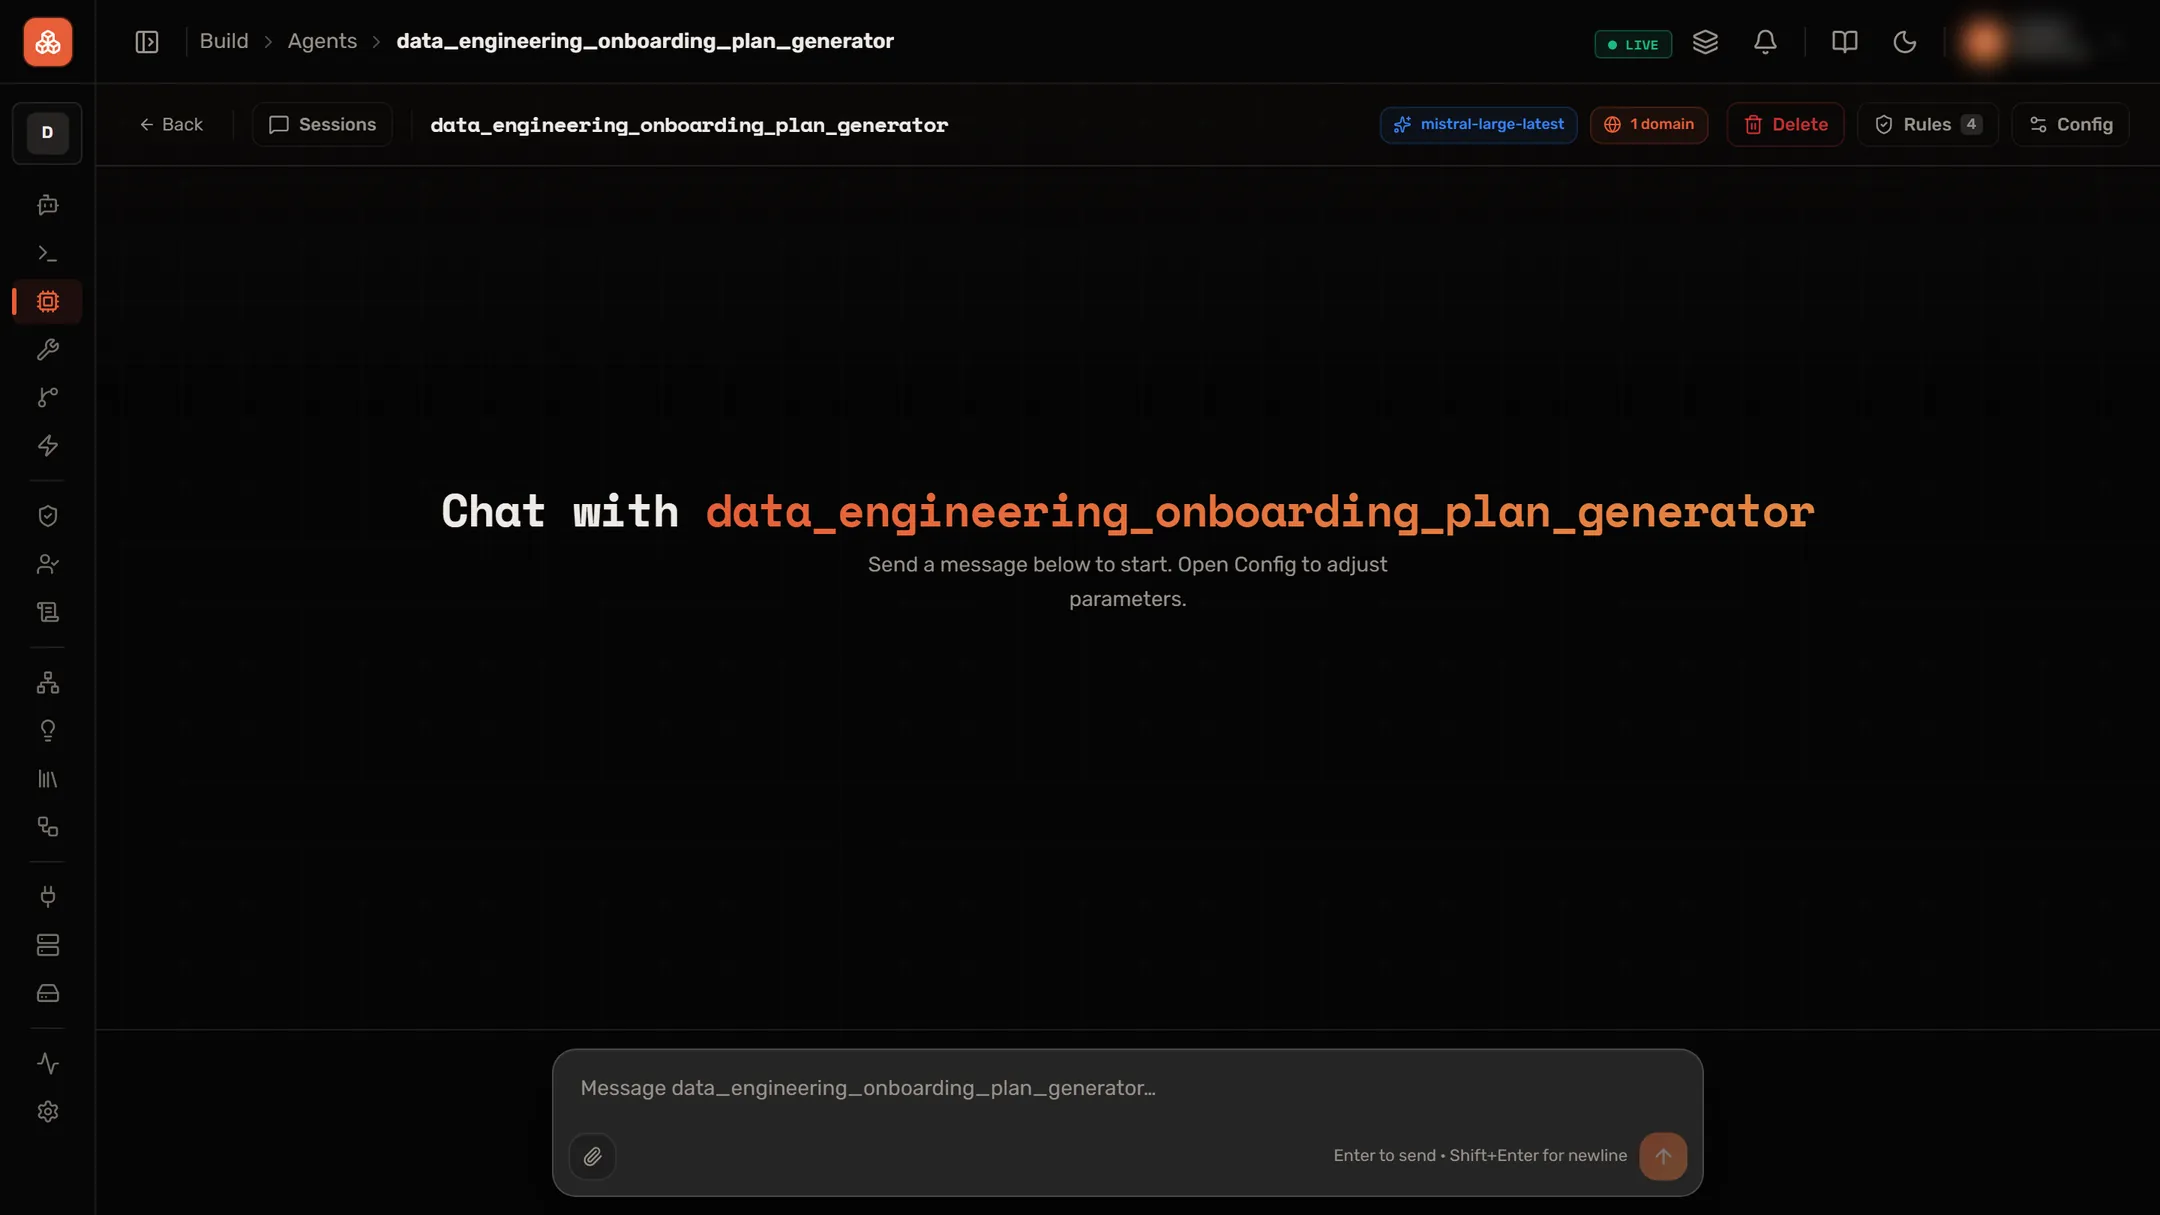 Build > Agents > data_engineering_onboarding_plan_generator
LIVE
D
← Back
Sessions
data_engineering_onboarding_plan_generator
mistral-large-latest
1 domain
Delete
Rules 4
Config
Chat with data_engineering_onboarding_plan_generator
Send a message below to start. Open Config to adjust
parameters.
Message data_engineering_onboarding_plan_generator…
Enter to send • Shift+Enter for newline